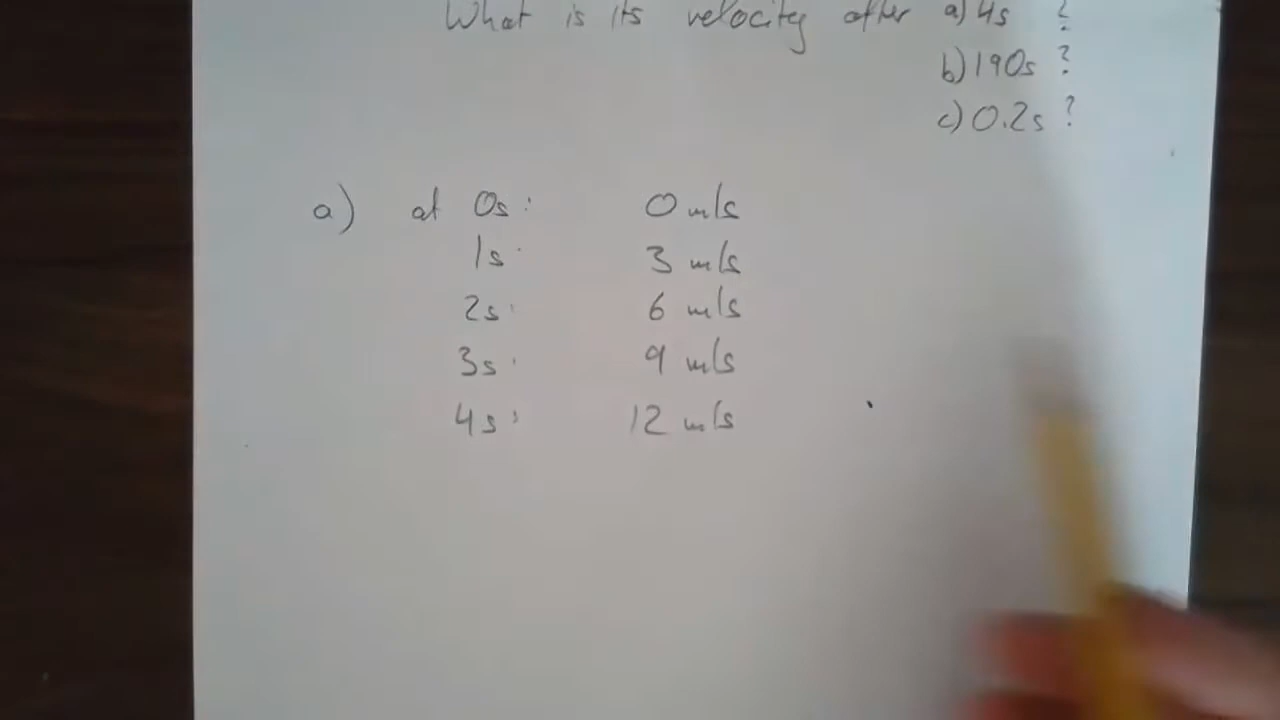 What is its velocity after a) 4s ?
b) 190s ?
c) 0.2s ?
a) at 0s: 0 m/s
1s: 3 m/s
2s: 6 m/s
3s: 9 m/s
4s: 12 m/s